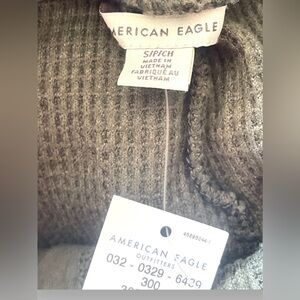 AMERICAN EAGLE
S/P/CH
MADE IN
VIETNAM
FABRIQUÉ AU
VIETNAM
AMERICAN EAGLE
OUTFITTERS
032 - 0329 - 6439
300